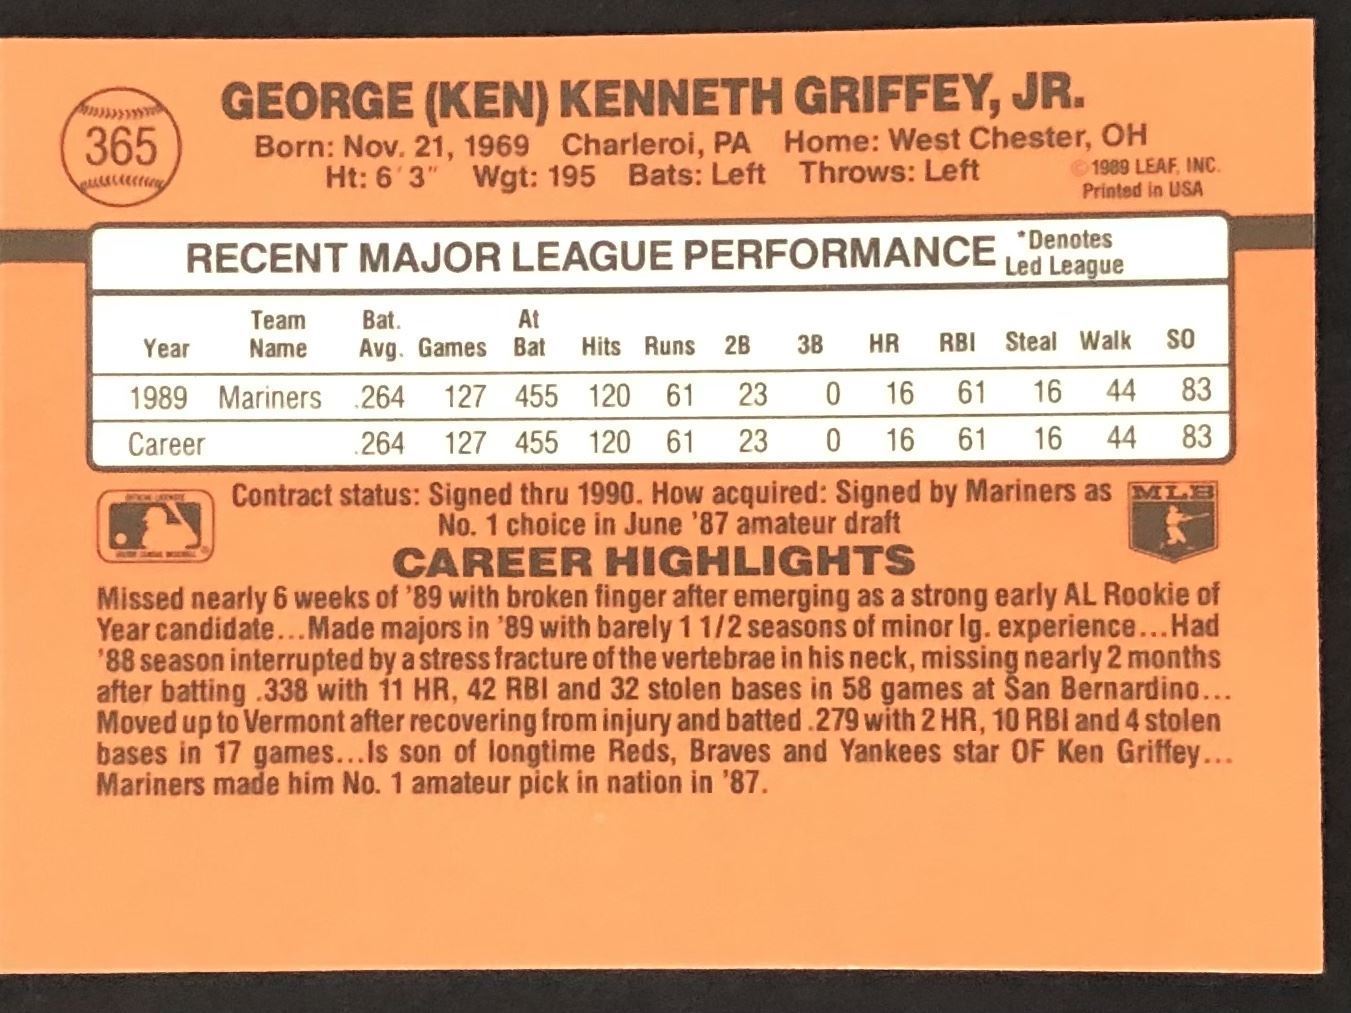 365
GEORGE (KEN) KENNETH GRIFFEY, JR.
Born: Nov. 21, 1969 Charleroi, PA Home: West Chester, OH
Ht: 6' 3" Wgt: 195 Bats: Left Throws: Left
© 1989 LEAF, INC.
Printed in USA
RECENT MAJOR LEAGUE PERFORMANCE *Denotes
Led League
Year Team Name Bat. Avg. Games At Bat Hits Runs 2B 3B HR RBI Steal Walk SO
1989 Mariners .264 127 455 120 61 23 0 16 61 16 44 83
Career .264 127 455 120 61 23 0 16 61 16 44 83
Contract status: Signed thru 1990. How acquired: Signed by Mariners as
No. 1 choice in June '87 amateur draft
MLB
CAREER HIGHLIGHTS
Missed nearly 6 weeks of '89 with broken finger after emerging as a strong early AL Rookie of
Year candidate...Made majors in '89 with barely 1 1/2 seasons of minor lg. experience...Had
'88 season interrupted by a stress fracture of the vertebrae in his neck, missing nearly 2 months
after batting .338 with 11 HR, 42 RBI and 32 stolen bases in 58 games at San Bernardino...
Moved up to Vermont after recovering from injury and batted .279 with 2 HR, 10 RBI and 4 stolen
bases in 17 games...Is son of longtime Reds, Braves and Yankees star OF Ken Griffey...
Mariners made him No. 1 amateur pick in nation in '87.